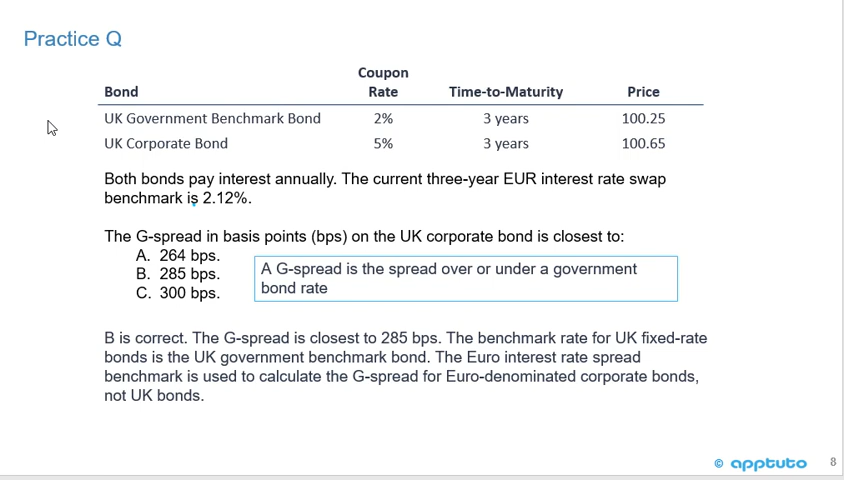 Practice Q
Coupon
Bond Rate Time-to-Maturity Price
UK Government Benchmark Bond 2% 3 years 100.25
UK Corporate Bond 5% 3 years 100.65
Both bonds pay interest annually. The current three-year EUR interest rate swap
benchmark is 2.12%.
The G-spread in basis points (bps) on the UK corporate bond is closest to:
A. 264 bps.
B. 285 bps.
C. 300 bps.
A G-spread is the spread over or under a government
bond rate
B is correct. The G-spread is closest to 285 bps. The benchmark rate for UK fixed-rate
bonds is the UK government benchmark bond. The Euro interest rate spread
benchmark is used to calculate the G-spread for Euro-denominated corporate bonds,
not UK bonds.
© apptuto 8